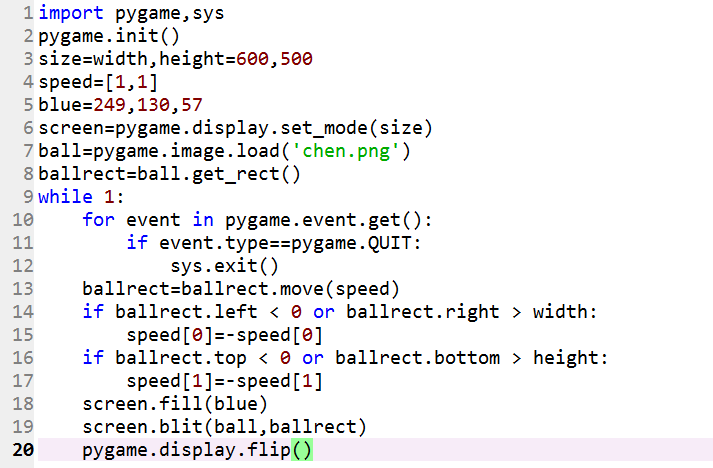 1 import pygame,sys
2 pygame.init()
3 size=width,height=600,500
4 speed=[1,1]
5 blue=249,130,57
6 screen=pygame.display.set_mode(size)
7 ball=pygame.image.load('chen.png')
8 ballrect=ball.get_rect()
9 while 1:
10     for event in pygame.event.get():
11         if event.type==pygame.QUIT:
12             sys.exit()
13     ballrect=ballrect.move(speed)
14     if ballrect.left < 0 or ballrect.right > width:
15         speed[0]=-speed[0]
16     if ballrect.top < 0 or ballrect.bottom > height:
17         speed[1]=-speed[1]
18     screen.fill(blue)
19     screen.blit(ball,ballrect)
20     pygame.display.flip()